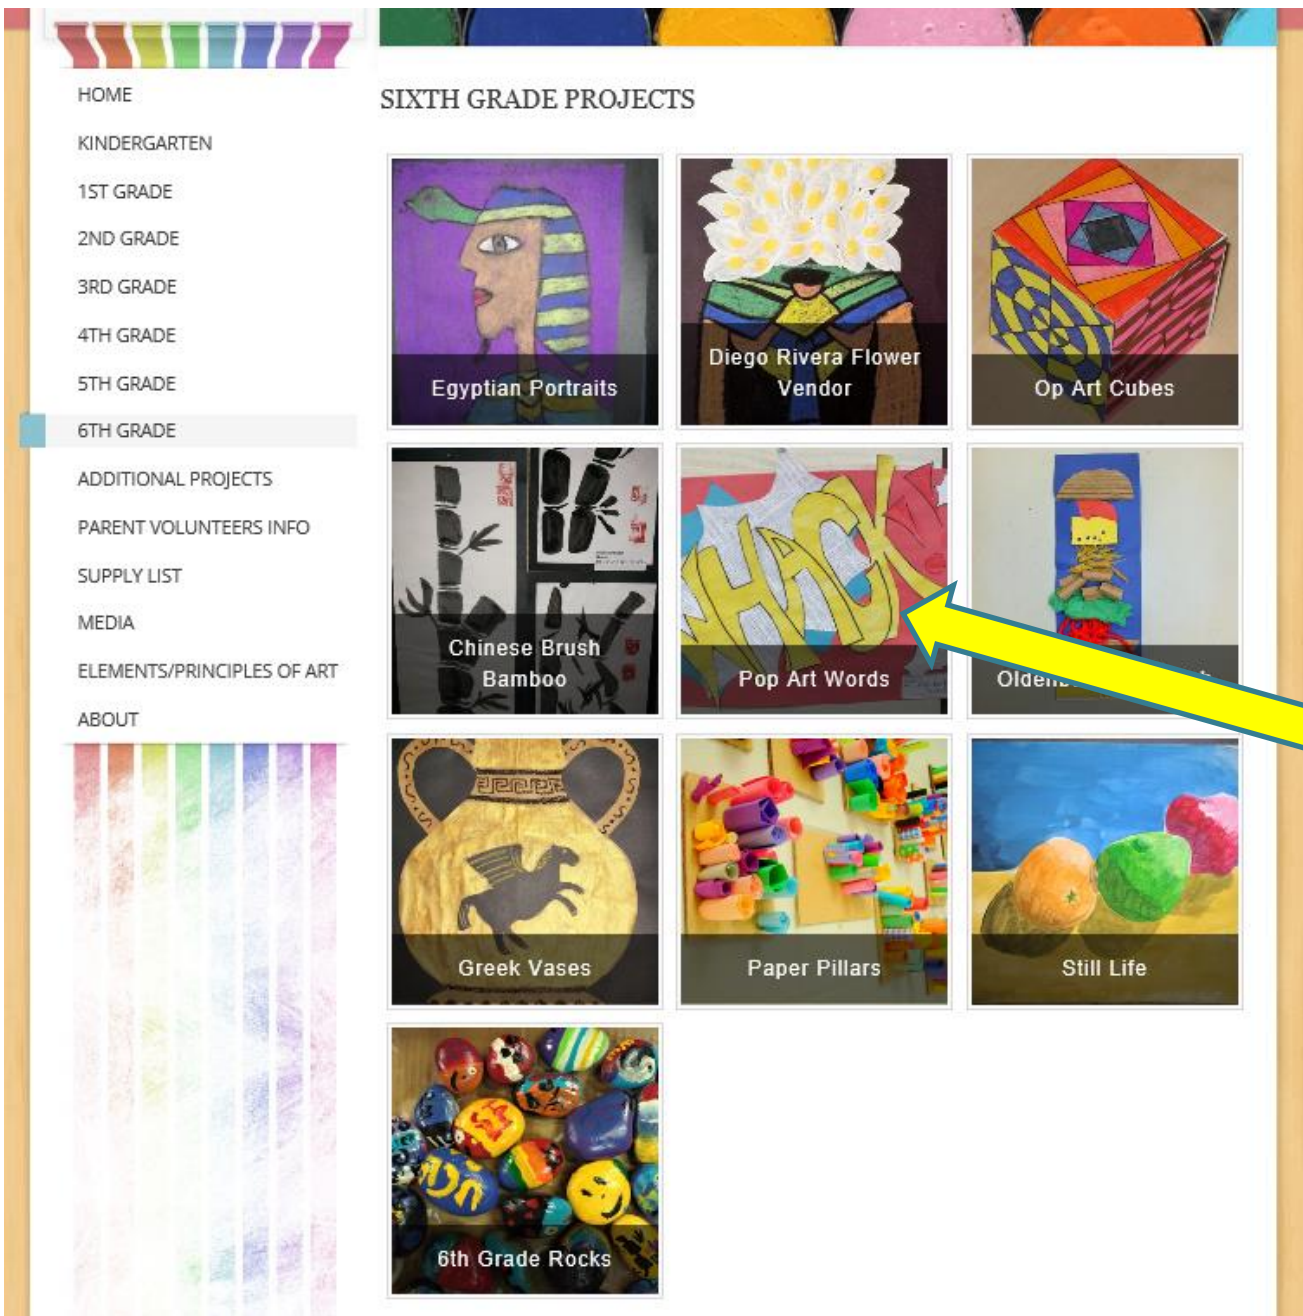 HOME
KINDERGARTEN
1ST GRADE
2ND GRADE
3RD GRADE
4TH GRADE
5TH GRADE
6TH GRADE
ADDITIONAL PROJECTS
PARENT VOLUNTEERS INFO
SUPPLY LIST
MEDIA
ELEMENTS/PRINCIPLES OF ART
ABOUT
SIXTH GRADE PROJECTS
Egyptian Portraits
Diego Rivera Flower
Vendor
Op Art Cubes
Chinese Brush
Bamboo
WHACK
Pop Art Words
Greek Vases
Paper Pillars
Still Life
6th Grade Rocks